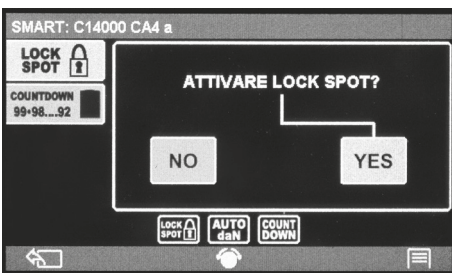 SMART: C14000 CA4 a
LOCK
SPOT
COUNTDOWN
99•98....92
ATTIVARE LOCK SPOT?
NO
YES
LOCK
SPOT
AUTO
daN
COUNT
DOWN